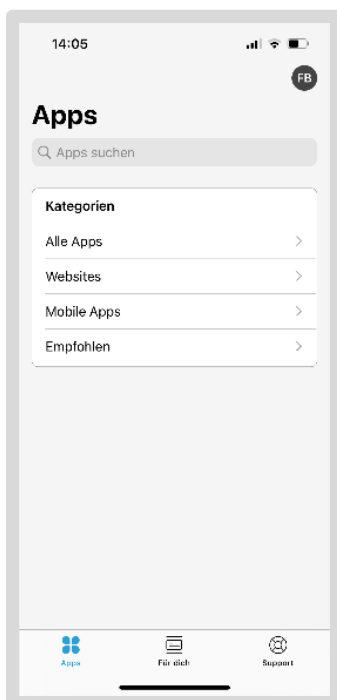 14:05
FB
Apps
Apps suchen
Kategorien
Alle Apps
Websites
Mobile Apps
Empfohlen
Apps
Für dich
Support